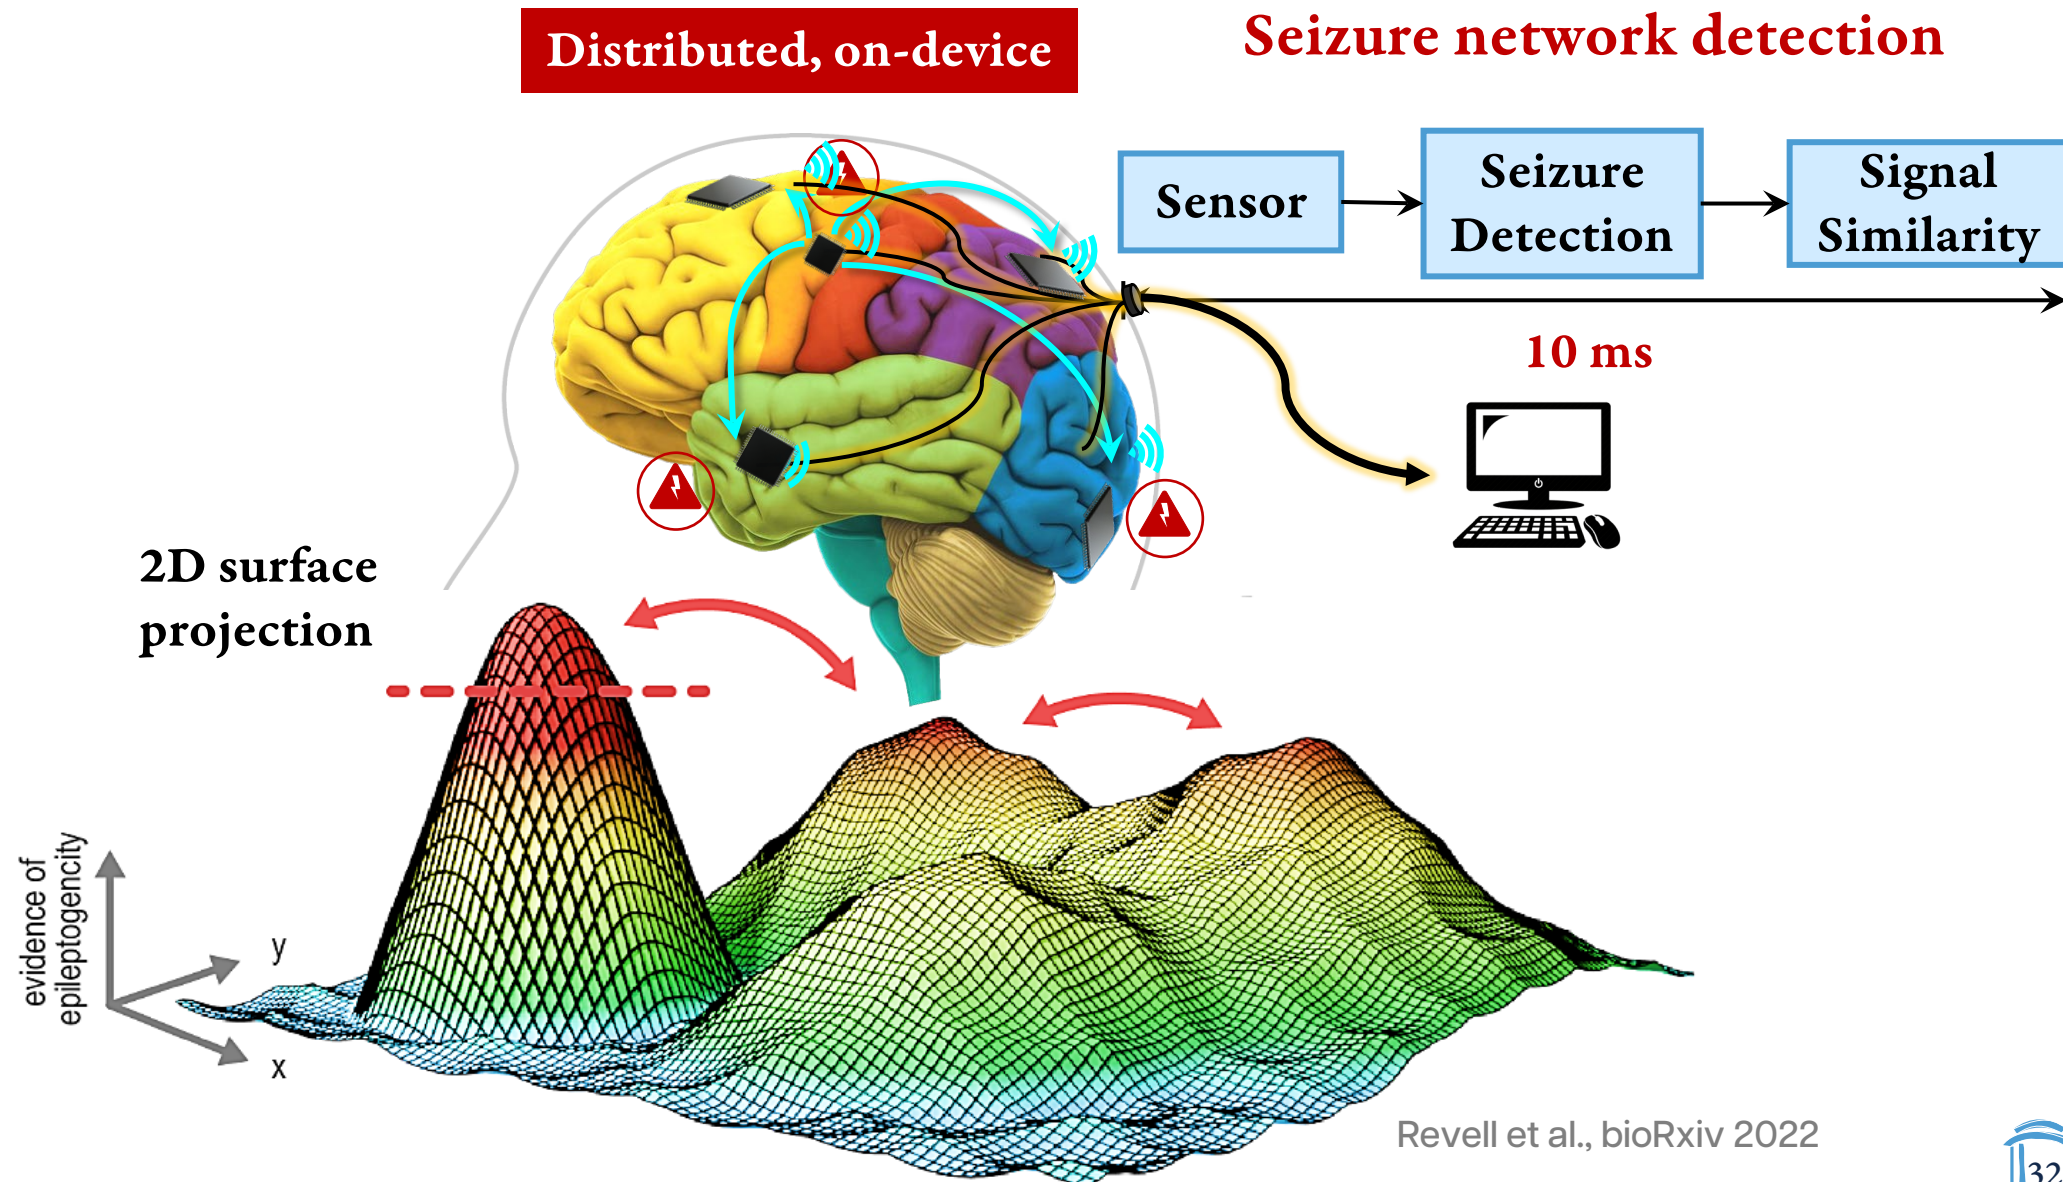 Distributed, on-device
Seizure network detection
Sensor
Seizure
Detection
Signal
Similarity
10 ms
2D surface
projection
evidence of
epileptogencity
y
x
Revell et al., bioRxiv 2022
32